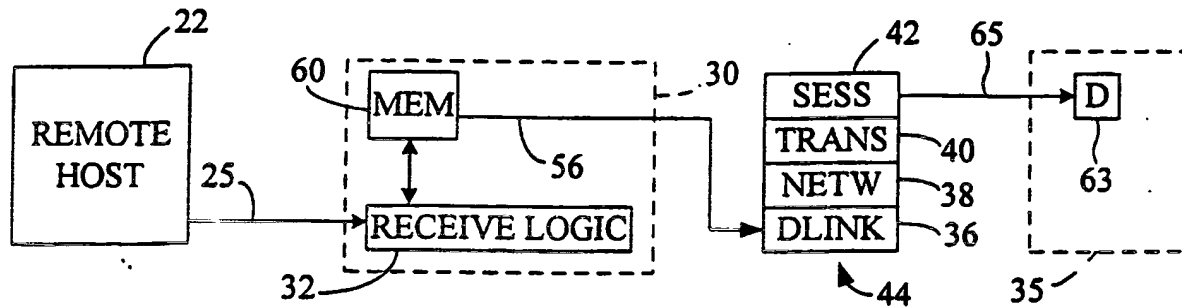 22
REMOTE
HOST
25
60
MEM
30
56
RECEIVE LOGIC
32
42
SESS
TRANS
40
NETW
38
DLINK
36
44
65
D
63
35